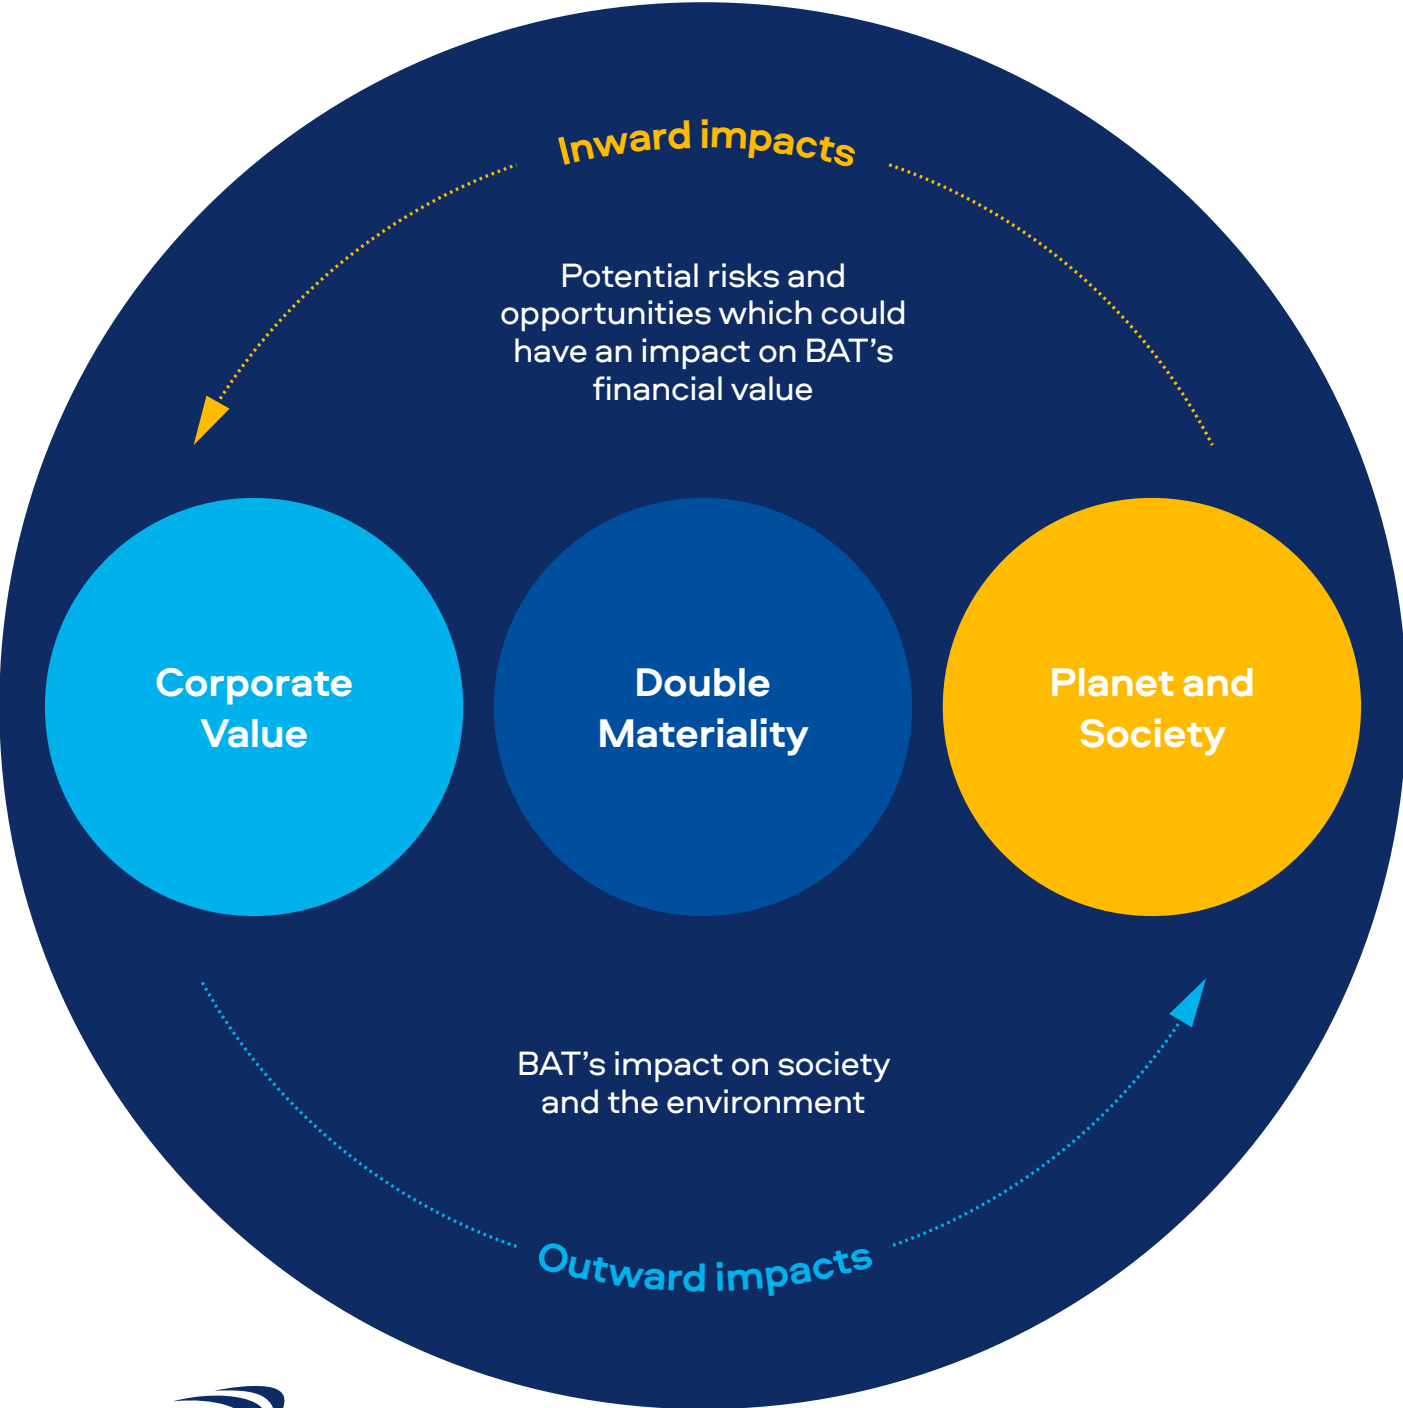 Inward impacts
Potential risks and
opportunities which could
have an impact on BAT’s
financial value
Corporate
Value
Double
Materiality
Planet and
Society
BAT’s impact on society
and the environment
Outward impacts